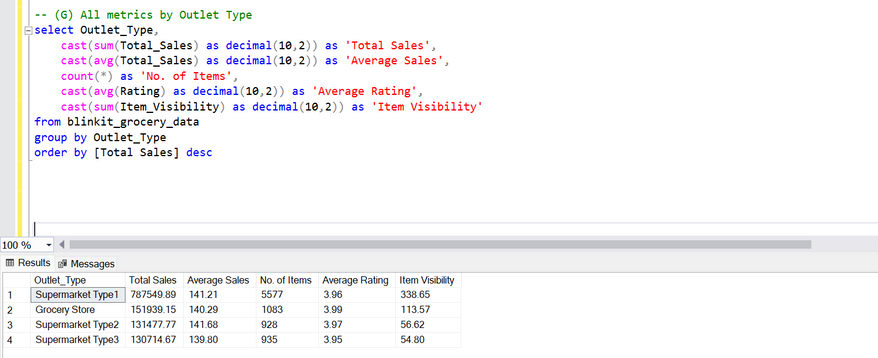 -- (G) All metrics by Outlet Type
select Outlet_Type,
cast(sum(Total_Sales) as decimal(10,2)) as 'Total Sales',
cast(avg(Total_Sales) as decimal(10,2)) as 'Average Sales',
count(*) as 'No. of Items',
cast(avg(Rating) as decimal(10,2)) as 'Average Rating',
cast(sum(Item_Visibility) as decimal(10,2)) as 'Item Visibility'
from blinkit_grocery_data
group by Outlet_Type
order by [Total Sales] desc
100 %
Results Messages
Outlet_Type Total Sales Average Sales No. of Items Average Rating Item Visibility
1 Supermarket Type1 787549.89 141.21 5577 3.96 338.65
2 Grocery Store 151939.15 140.29 1083 3.99 113.57
3 Supermarket Type2 131477.77 141.68 928 3.97 56.62
4 Supermarket Type3 130714.67 139.80 935 3.95 54.80